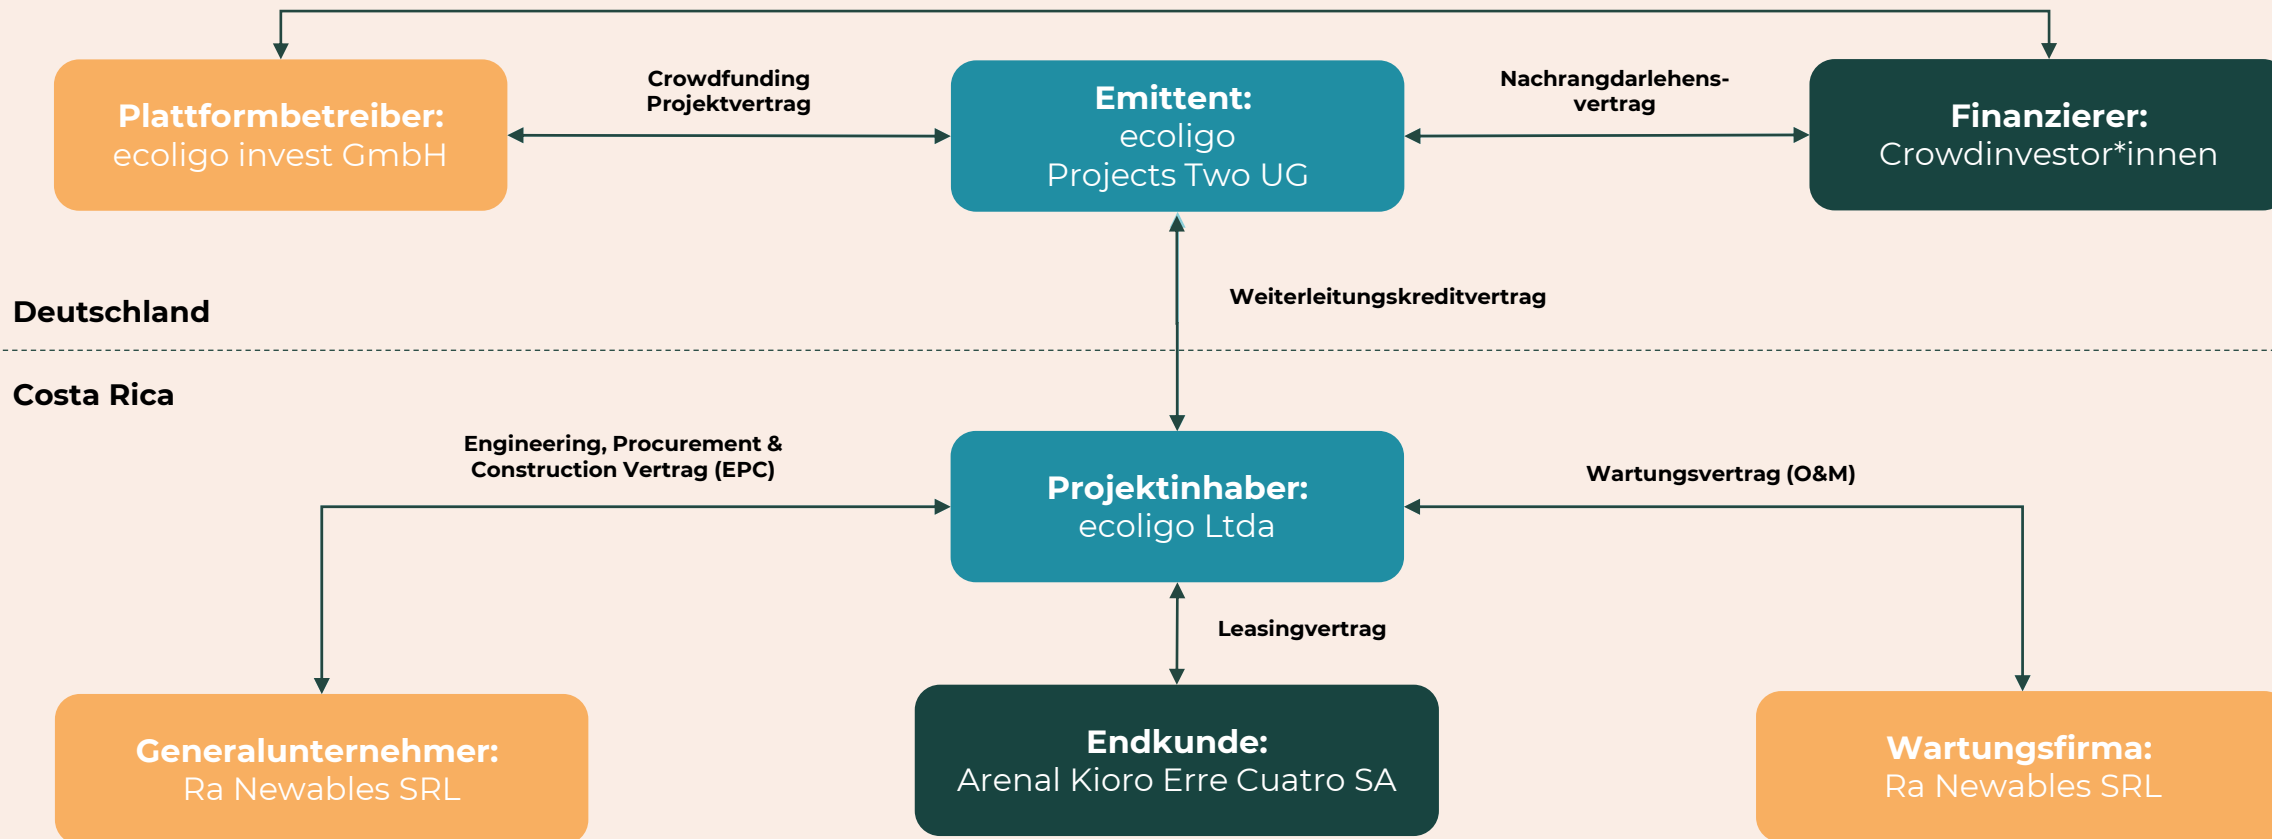 Plattformbetreiber:
ecoligo invest GmbH
Crowdfunding
Projektvertrag
Emittent:
ecoligo
Projects Two UG
Nachrangdarlehens-
vertrag
Finanzierer:
Crowdinvestor*innen
Weiterleitungskreditvertrag
Deutschland
Costa Rica
Engineering, Procurement &
Construction Vertrag (EPC)
Projektinhaber:
ecoligo Ltda
Wartungsvertrag (O&M)
Leasingvertrag
Generalunternehmer:
Ra Newables SRL
Endkunde:
Arenal Kioro Erre Cuatro SA
Wartungsfirma:
Ra Newables SRL